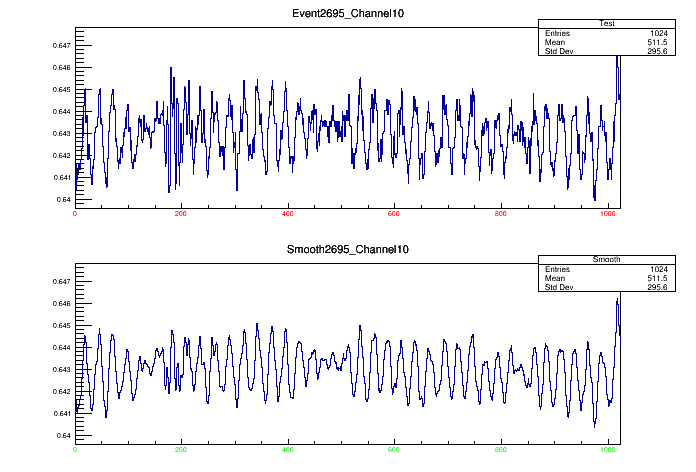 Event2695_Channel10
Test
Entries 1024
Mean 511.5
Std Dev 295.6
0.647
0.646
0.645
0.644
0.643
0.642
0.641
0.64
0 200 400 600 800 1000
Smooth2695_Channel10
Smooth
Entries 1024
Mean 511.5
Std Dev 295.6
0.647
0.646
0.645
0.644
0.643
0.642
0.641
0.64
0 200 400 600 800 1000